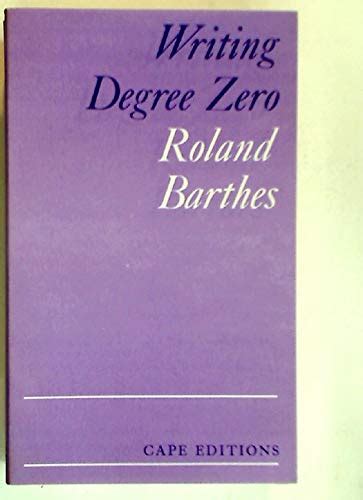 Writing
Degree Zero
Roland
Barthes
CAPE EDITIONS